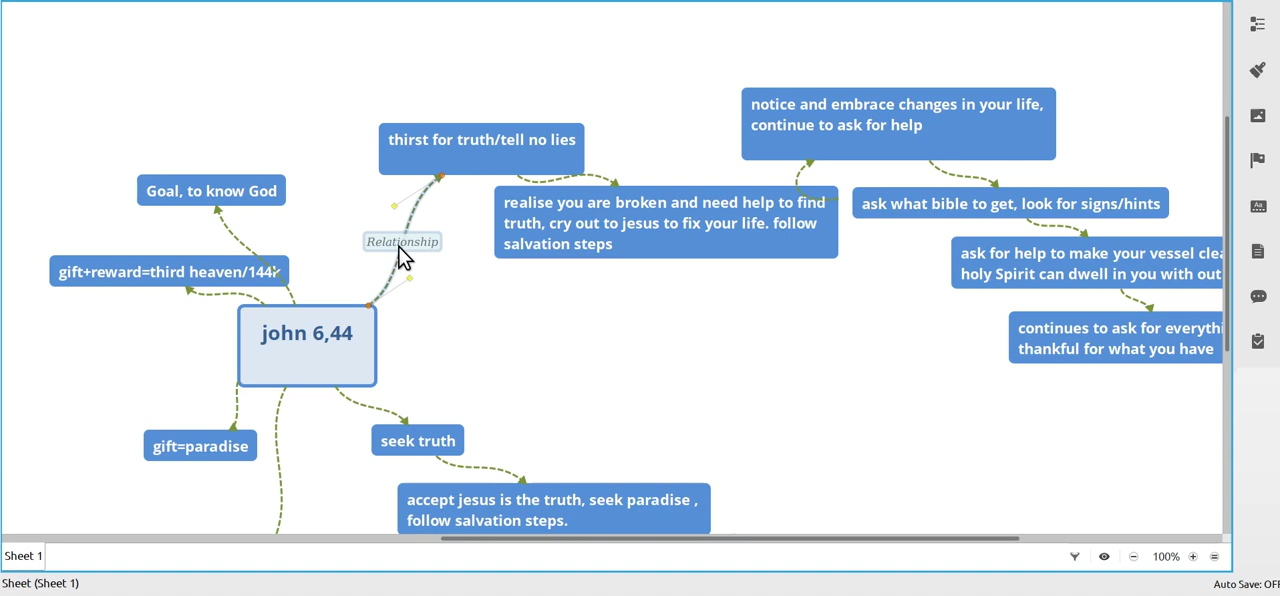 notice and embrace changes in your life,
continue to ask for help
thirst for truth/tell no lies
Goal, to know God
realise you are broken and need help to find
truth, cry out to jesus to fix your life. follow
salvation steps
ask what bible to get, look for signs/hints
Relationship
ask for help to make your vessel clea
holy Spirit can dwell in you with out
gift+reward=third heaven/144k
john 6,44
continues to ask for everythi
thankful for what you have
seek truth
gift=paradise
accept jesus is the truth, seek paradise ,
follow salvation steps.
Sheet 1
100%
Sheet (Sheet 1)
Auto Save: OFF